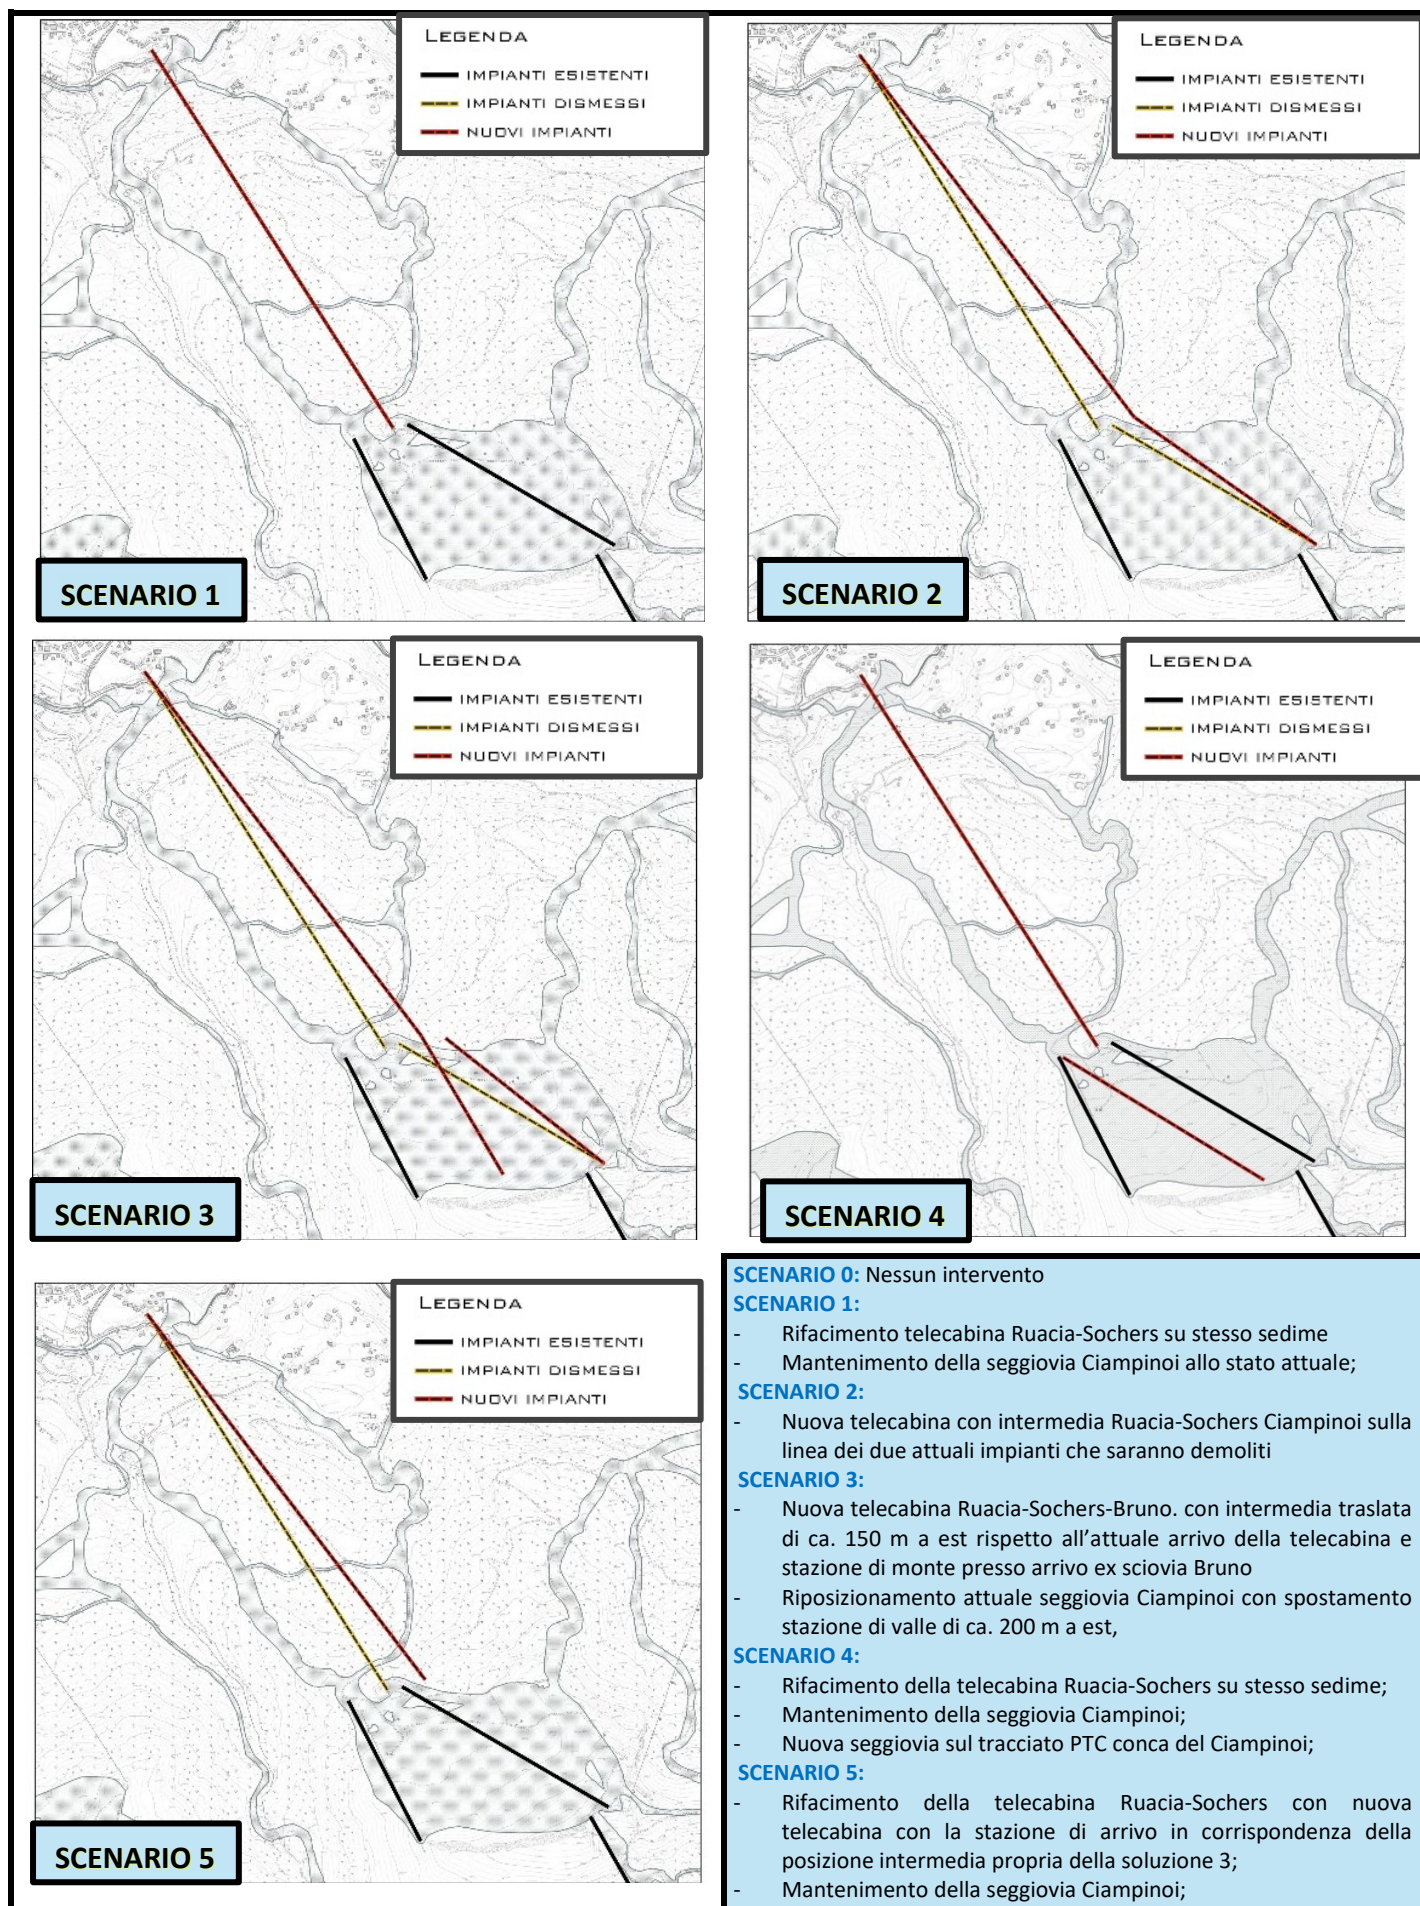 LEGENDA
IMPIANTI ESISTENTI
IMPIANTI DISMESSI
NUOVI IMPIANTI
SCENARIO 1
LEGENDA
IMPIANTI ESISTENTI
IMPIANTI DISMESSI
NUOVI IMPIANTI
SCENARIO 2
LEGENDA
IMPIANTI ESISTENTI
IMPIANTI DISMESSI
NUOVI IMPIANTI
SCENARIO 3
LEGENDA
IMPIANTI ESISTENTI
IMPIANTI DISMESSI
NUOVI IMPIANTI
SCENARIO 4
LEGENDA
IMPIANTI ESISTENTI
IMPIANTI DISMESSI
NUOVI IMPIANTI
SCENARIO 5
SCENARIO 0: Nessun intervento
SCENARIO 1:
- Rifacimento telecabina Ruacia-Sochers su stesso sedime
- Mantenimento della seggiovia Ciampinoi allo stato attuale;
SCENARIO 2:
- Nuova telecabina con intermedia Ruacia-Sochers Ciampinoi sulla
linea dei due attuali impianti che saranno demoliti
SCENARIO 3:
- Nuova telecabina Ruacia-Sochers-Bruno. con intermedia traslata
di ca. 150 m a est rispetto all'attuale arrivo della telecabina e
stazione di monte presso arrivo ex sciovia Bruno
- Riposizionamento attuale seggiovia Ciampinoi con spostamento
stazione di valle di ca. 200 m a est,
SCENARIO 4:
- Rifacimento della telecabina Ruacia-Sochers su stesso sedime;
- Mantenimento della seggiovia Ciampinoi;
- Nuova seggiovia sul tracciato PTC conca del Ciampinoi;
SCENARIO 5:
- Rifacimento della telecabina Ruacia-Sochers con nuova
telecabina con la stazione di arrivo in corrispondenza della
posizione intermedia propria della soluzione 3;
- Mantenimento della seggiovia Ciampinoi;